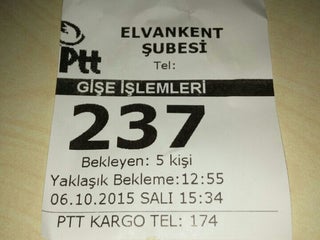 ELVANKENT
ŞUBESİ
Ptt
Tel:
GİŞE İŞLEMLERİ
237
Bekleyen: 5 kişi
Yaklaşık Bekleme:12:55
06.10.2015 SALI 15:34
PTT KARGO TEL: 174